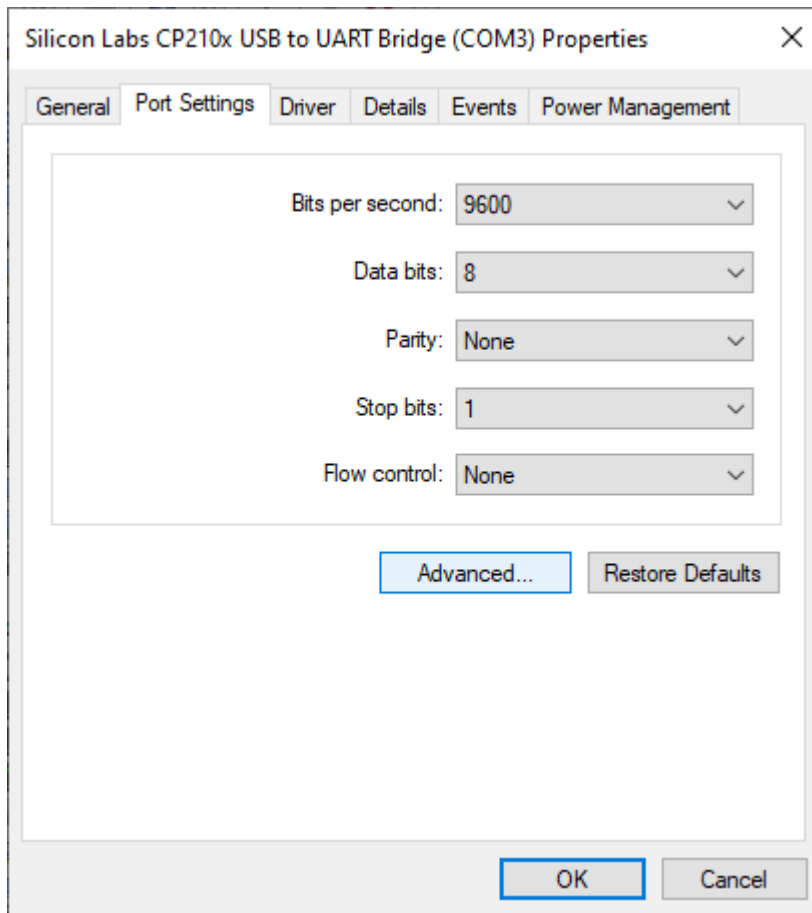 Silicon Labs CP210x USB to UART Bridge (COM3) Properties
General Port Settings Driver Details Events Power Management
Bits per second: 9600
Data bits: 8
Parity: None
Stop bits: 1
Flow control: None
Advanced... Restore Defaults
OK Cancel